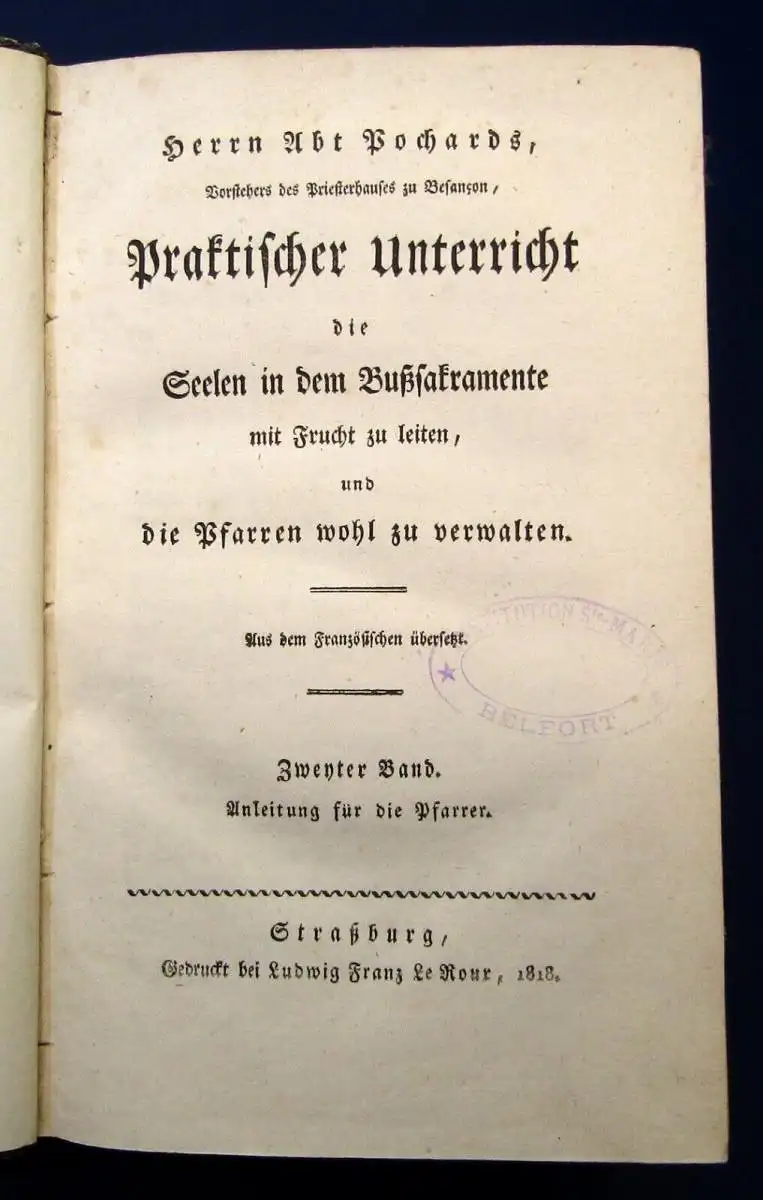 Herrn Abt Pochards,
Vorstehers des Priesterhauses zu Besançon,
Praktischer Unterricht
die
Seelen in dem Bußsakramente
mit Frucht zu leiten,
und
die Pfarren wohl zu verwalten.
Aus dem Französischen übersetzt.
BELFORT
Zweyter Band.
Anleitung für die Pfarrer.
Straßburg,
Gedruckt bei Ludwig Franz Le Roux, 1818.